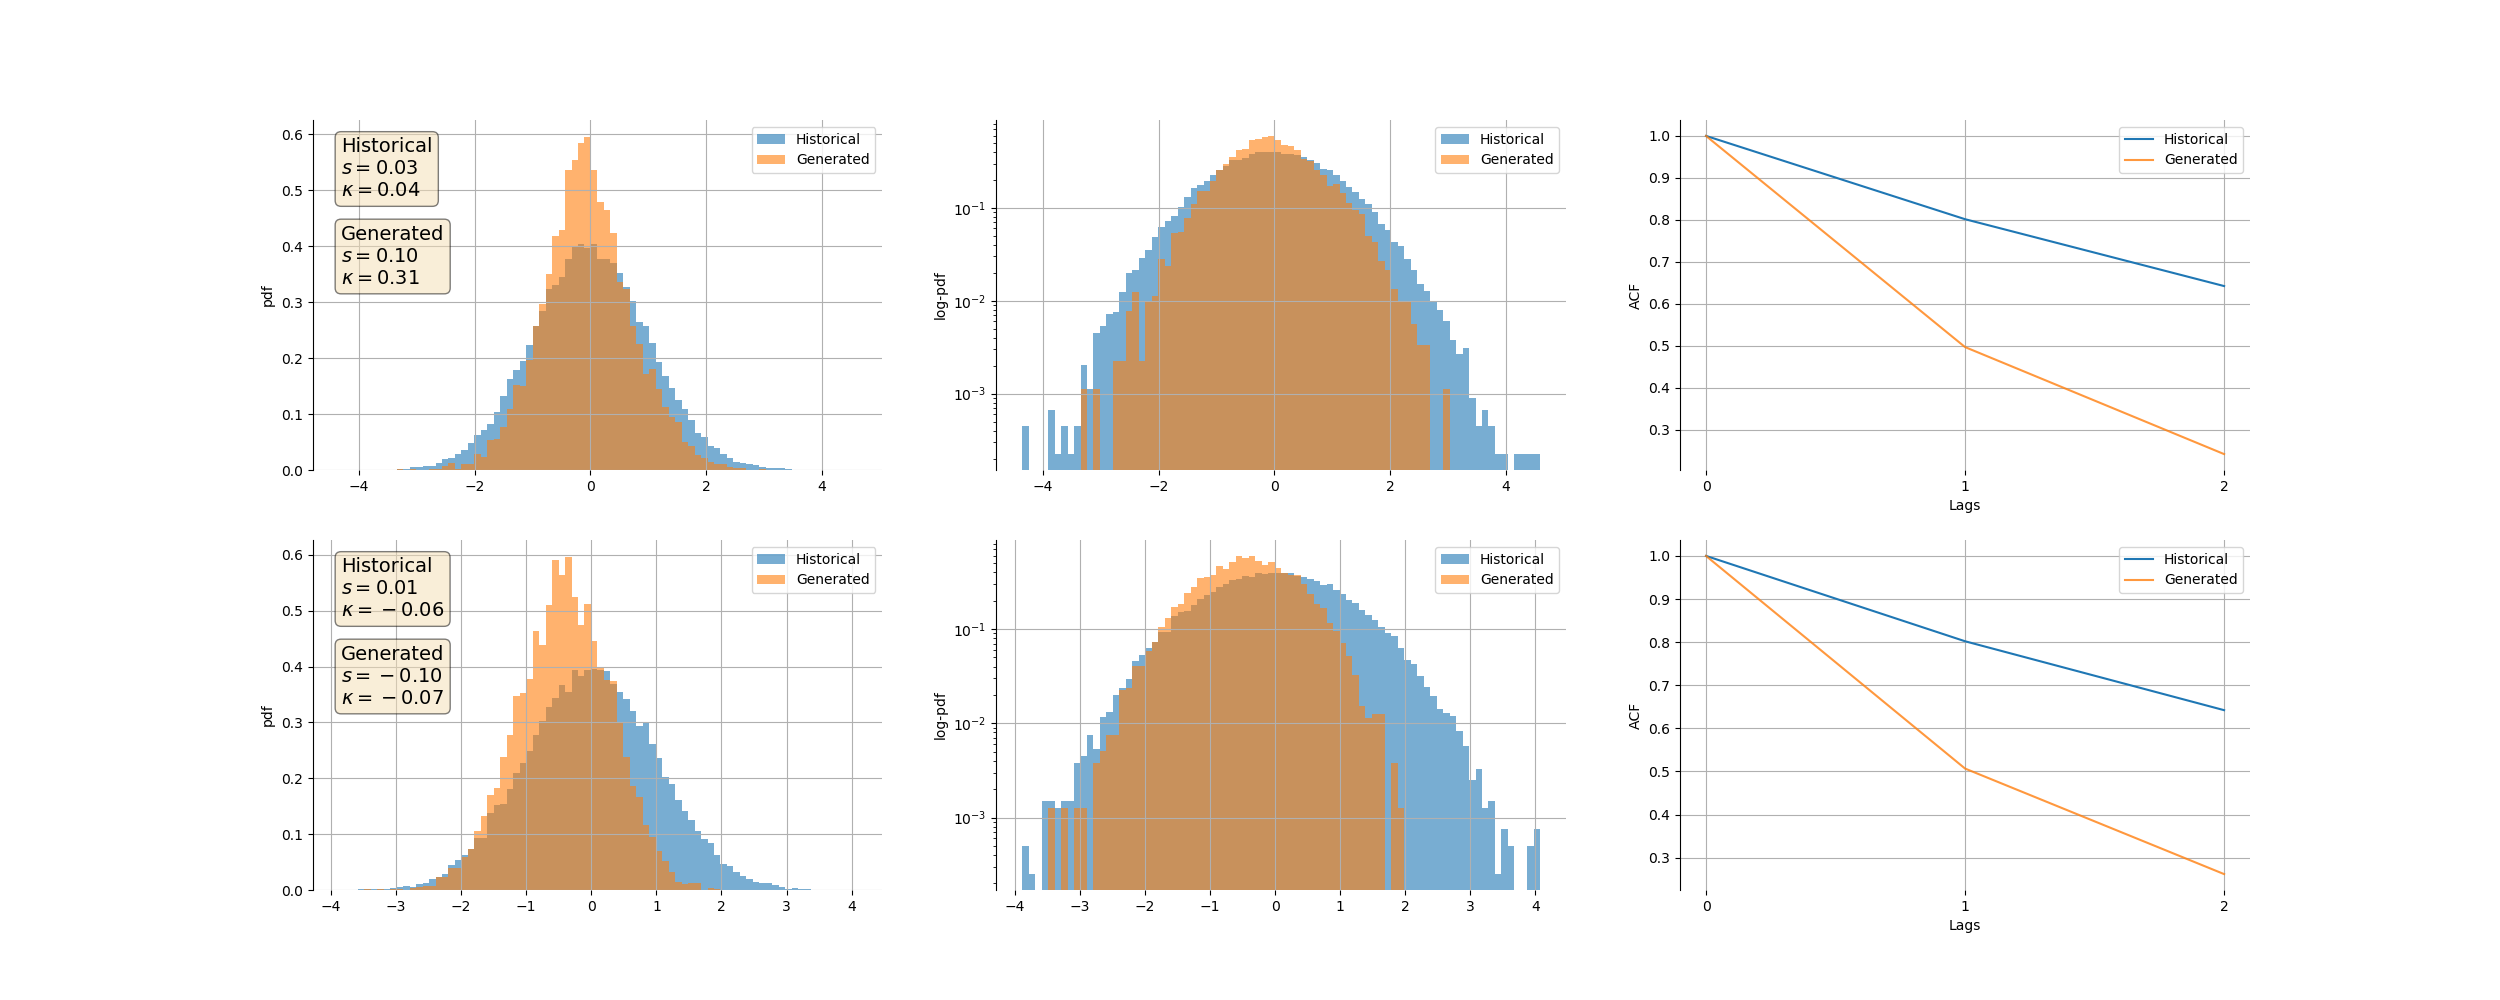 Historical
s = 0.03
κ = 0.04
Generated
s = 0.10
κ = 0.31
Historical
Generated
pdf
0.6
0.5
0.4
0.3
0.2
0.1
0.0
−4 −2 0 2 4
Historical
Generated
log-pdf
10⁻¹
10⁻²
10⁻³
−4 −2 0 2 4
Historical
Generated
ACF
1.0
0.9
0.8
0.7
0.6
0.5
0.4
0.3
0 1 2
Lags
Historical
s = 0.01
κ = −0.06
Generated
s = −0.10
κ = −0.07
Historical
Generated
pdf
0.6
0.5
0.4
0.3
0.2
0.1
0.0
−4 −3 −2 −1 0 1 2 3 4
Historical
Generated
log-pdf
10⁻¹
10⁻²
10⁻³
−4 −3 −2 −1 0 1 2 3 4
Historical
Generated
ACF
1.0
0.9
0.8
0.7
0.6
0.5
0.4
0.3
0 1 2
Lags